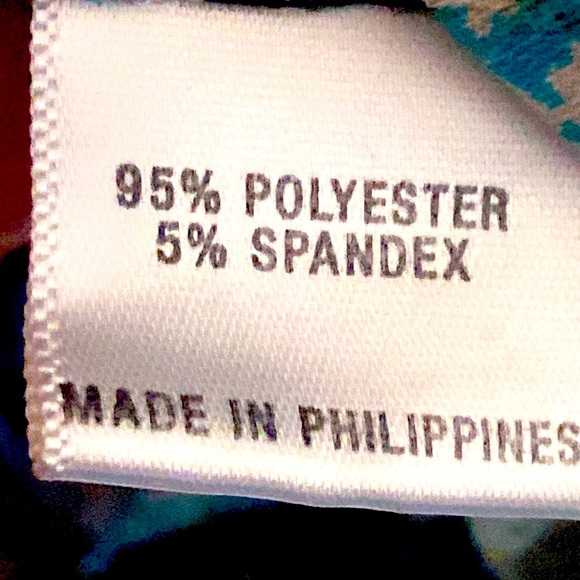 95% POLYESTER
5% SPANDEX
MADE IN PHILIPPINES